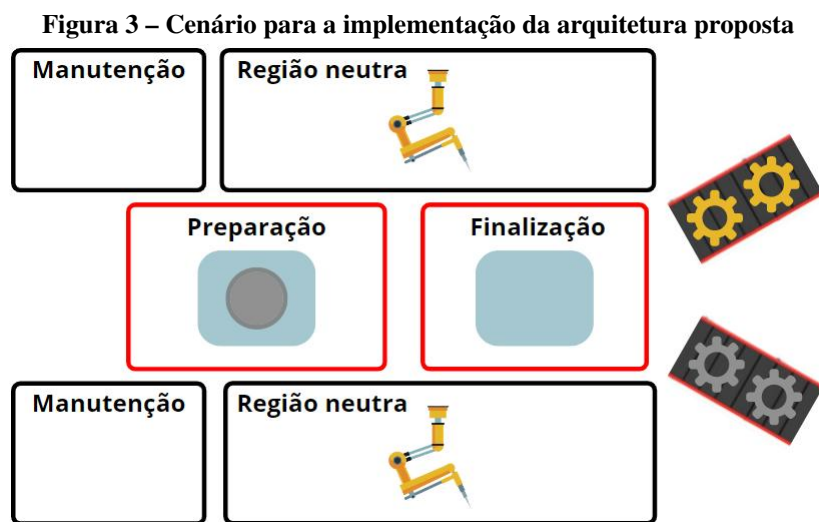 Figura 3 – Cenário para a implementação da arquitetura proposta
Manutenção
Região neutra
Preparação
Finalização
Manutenção
Região neutra